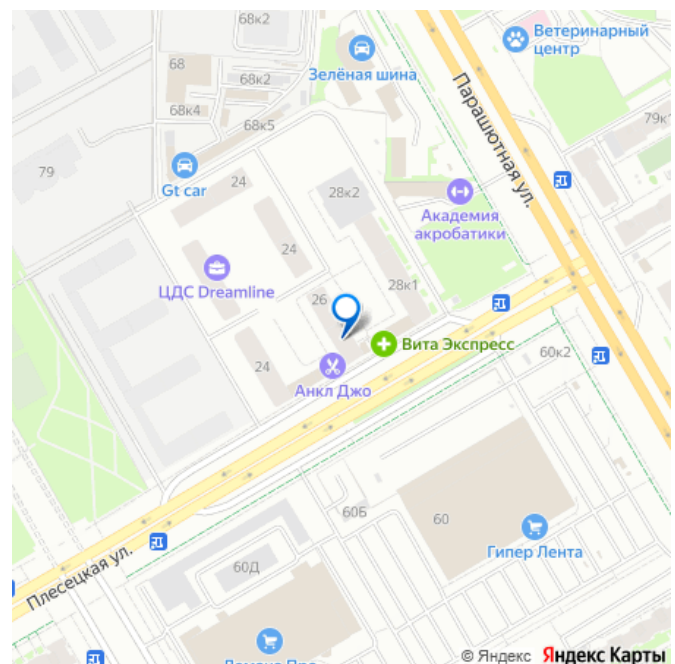 68к2
Ветеринарный
центр
68
68к2
Зелёная шина
68к4
68к5
Парашютная ул.
79к1
79
Gt car
24
28к2
Академия
акробатики
24
ЦДС Dreamline
26
28к1
Вита Экспресс
24
Анкл Джо
60к2
60Б
60
Гипер Лента
Плесецкая ул.
60Д
© Яндекс Яндекс Карты